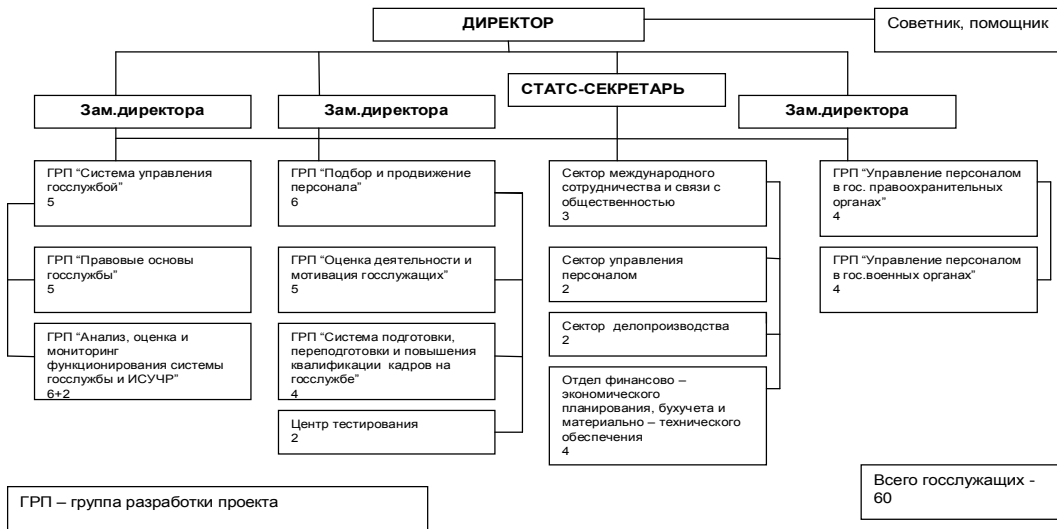 ДИРЕКТОР
Советник, помощник
СТАТС-СЕКРЕТАРЬ
Зам.директора
Зам.директора
Зам.директора
ГРП “Система управления
госслужбой”
5
ГРП “Правовые основы
госслужбы”
5
ГРП “Анализ, оценка и
мониторинг
функционирования системы
госслужбы и ИСУЧР”
6+2
ГРП “Подбор и продвижение
персонала”
6
ГРП “Оценка деятельности и
мотивация госслужащих”
5
ГРП “Система подготовки,
переподготовки и повышения
квалификации кадров на
госслужбе”
4
Центр тестирования
2
Сектор
международного
сотрудничества и связи с
общественностью
3
Сектор управления
персоналом
2
Сектор делопроизводства
2
Отдел финансово –
экономического
планирования, бухучета и
материально – технического
обеспечения
4
ГРП “Управление персоналом
в гос. правоохранительных
органах”
4
ГРП “Управление персоналом
в гос.военных органах”
4
ГРП – группа разработки проекта
Всего госслужащих -
60